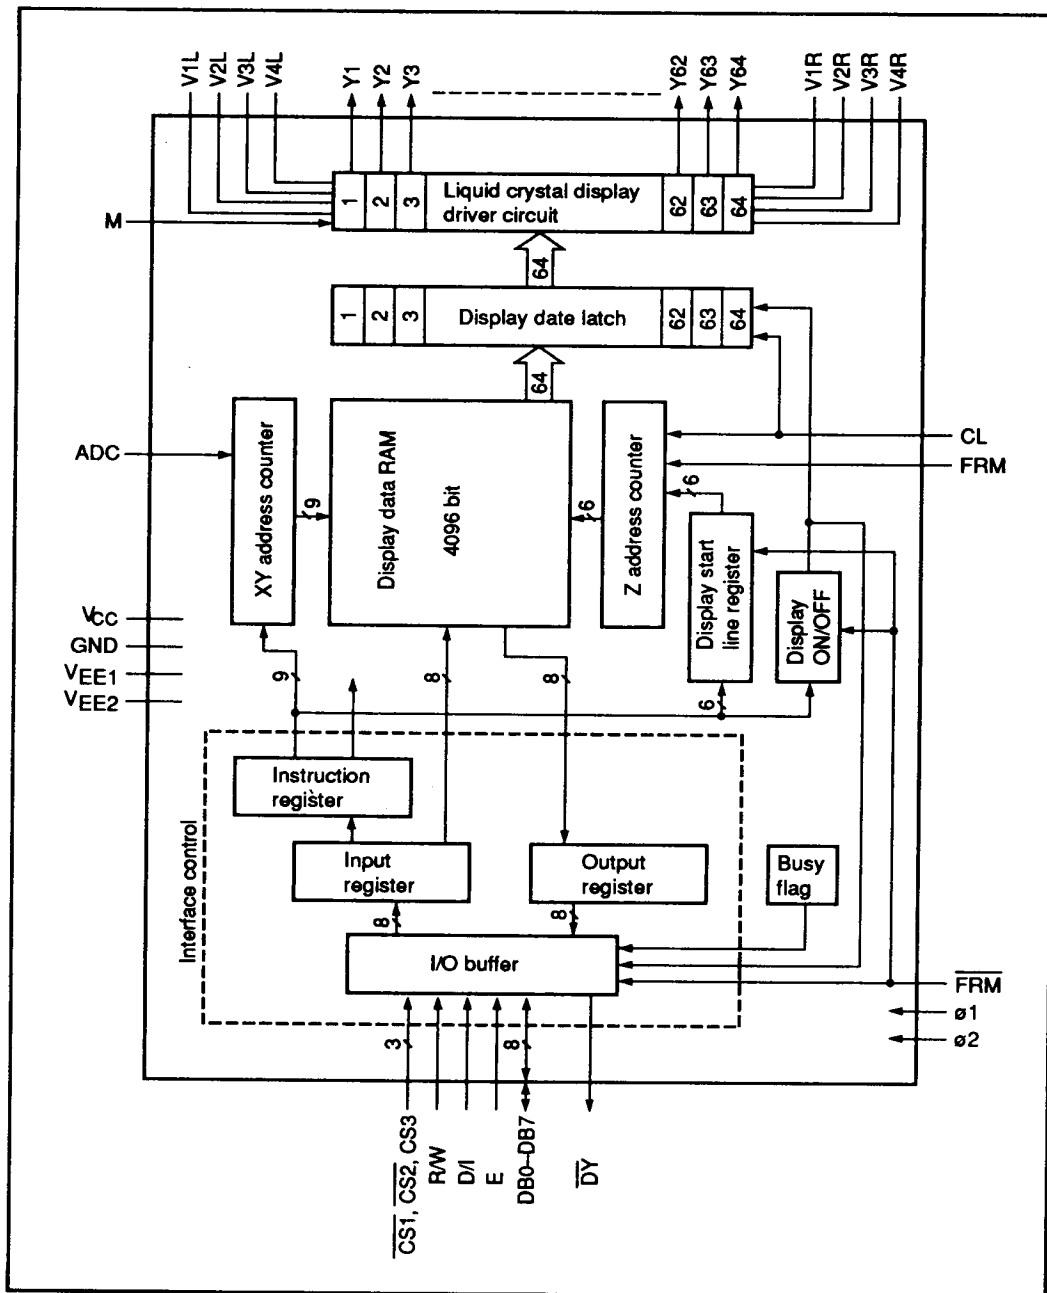 V1L
V2L
V3L
V4L
Y1
Y2
Y3
Y62
Y63
Y64
V1R
V2R
V3R
V4R
M
1
2
3
Liquid crystal display
driver circuit
62
63
64
64
1
2
3
Display date latch
62
63
64
64
ADC
XY address counter
9
Display data RAM
4096 bit
6
Z address counter
6
CL
FRM
Display start
line register
Display
ON/OFF
VCC
GND
VEE1
VEE2
9
8
8
6
Interface control
Instruction
register
Input
register
Output
register
Busy
flag
8
8
I/O buffer
FRM
ø1
ø2
3
8
CS1, CS2, CS3
R/W
D/I
E
DB0–DB7
DY